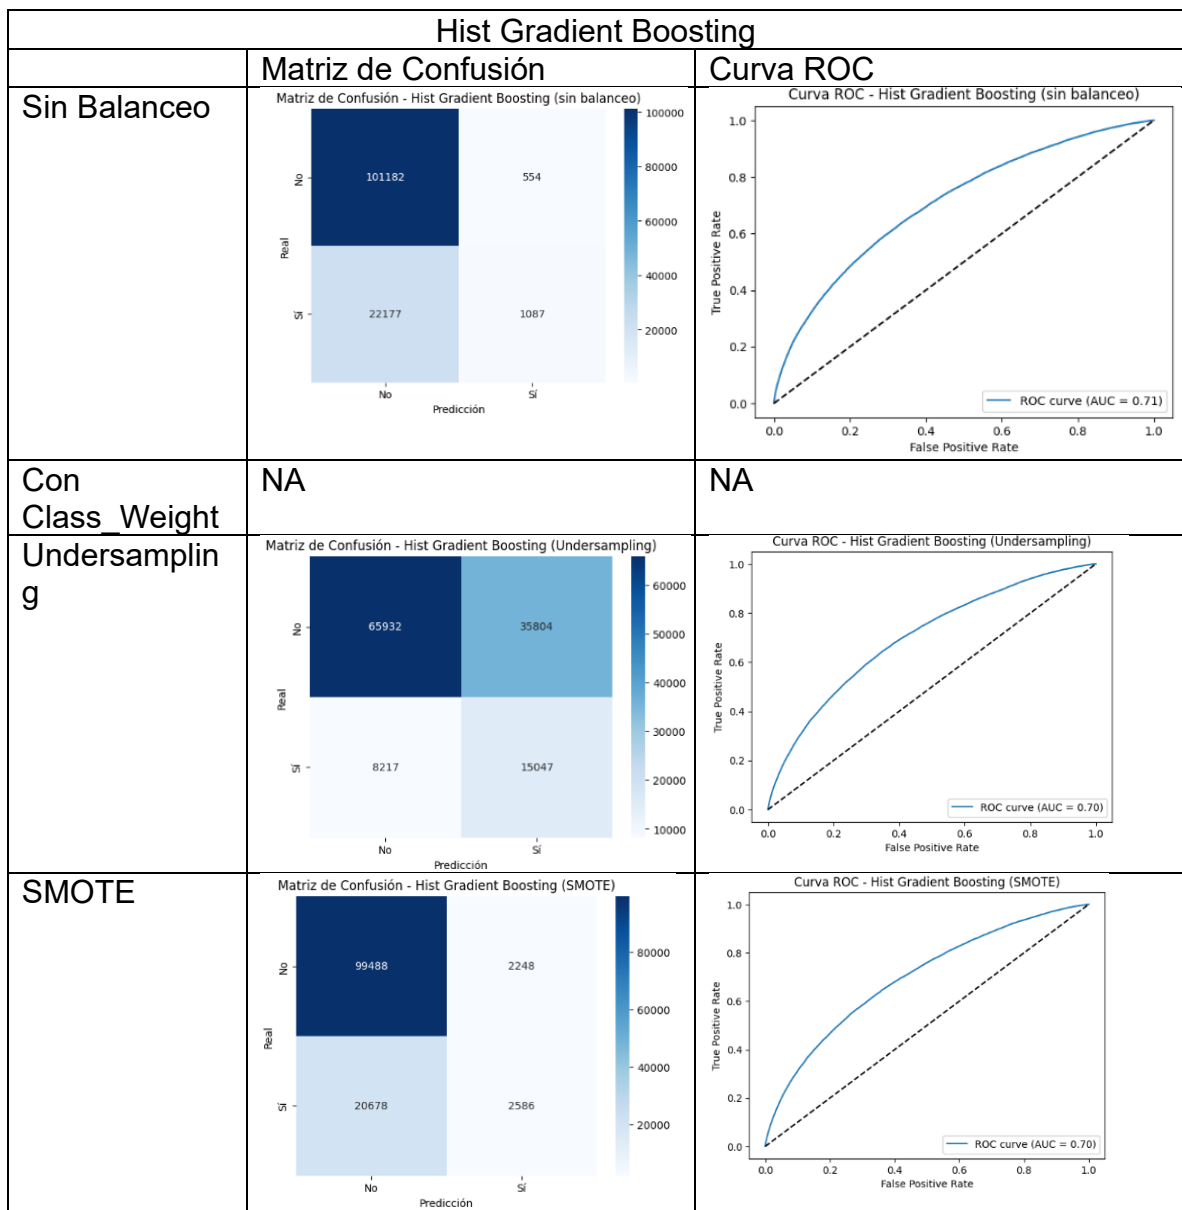 Hist Gradient Boosting
Matriz de Confusión
Curva ROC
Sin Balanceo
Matriz de Confusión - Hist Gradient Boosting (sin balanceo)
No
101182
554
Real
Sí
22177
1087
No
Sí
Predicción
100000
80000
60000
40000
20000
Curva ROC - Hist Gradient Boosting (sin balanceo)
1.0
0.8
0.6
0.4
0.2
0.0
True Positive Rate
ROC curve (AUC = 0.71)
0.0
0.2
0.4
0.6
0.8
1.0
False Positive Rate
Con
Class_Weight
NA
NA
Undersamplin
g
Matriz de Confusión - Hist Gradient Boosting (Undersampling)
No
65932
35804
Real
Sí
8217
15047
No
Sí
Predicción
60000
50000
40000
30000
20000
10000
Curva ROC - Hist Gradient Boosting (Undersampling)
1.0
0.8
0.6
0.4
0.2
0.0
True Positive Rate
ROC curve (AUC = 0.70)
0.0
0.2
0.4
0.6
0.8
1.0
False Positive Rate
SMOTE
Matriz de Confusión - Hist Gradient Boosting (SMOTE)
No
99488
2248
Real
Sí
20678
2586
No
Sí
Predicción
80000
60000
40000
20000
Curva ROC - Hist Gradient Boosting (SMOTE)
1.0
0.8
0.6
0.4
0.2
0.0
True Positive Rate
ROC curve (AUC = 0.70)
0.0
0.2
0.4
0.6
0.8
1.0
False Positive Rate